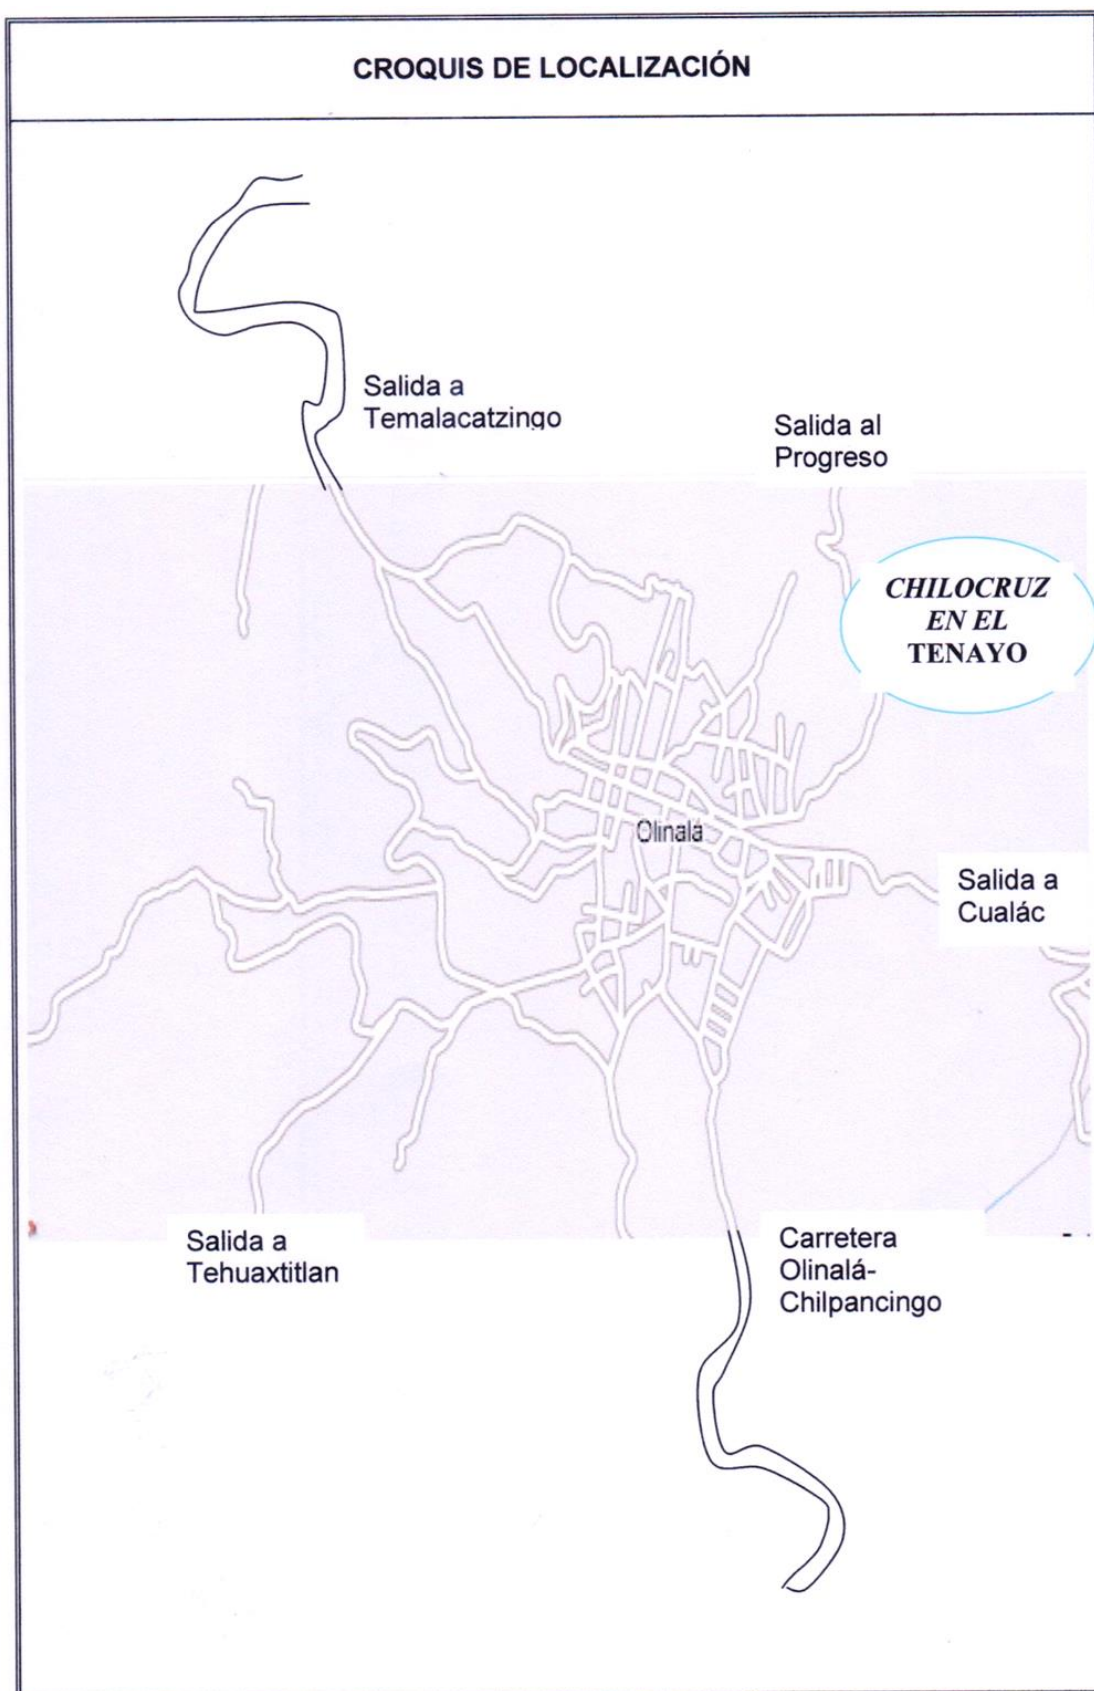 CROQUIS DE LOCALIZACIÓN
Salida a
Temalacatzingo
Salida al
Progreso
CHILOCRUZ
EN EL
TENAYO
Olinalá
Salida a
Cualác
Salida a
Tehuaxtitlan
Carretera
Olinalá-
Chilpancingo